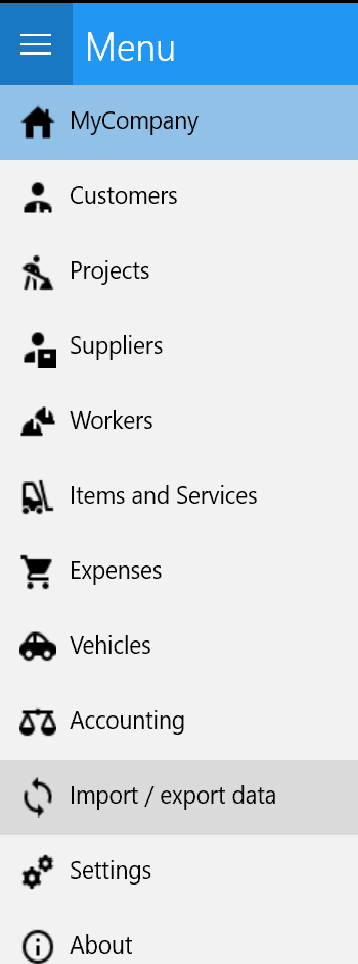 Menu
MyCompany
Customers
Projects
Suppliers
Workers
Items and Services
Expenses
Vehicles
Accounting
Import / export data
Settings
About